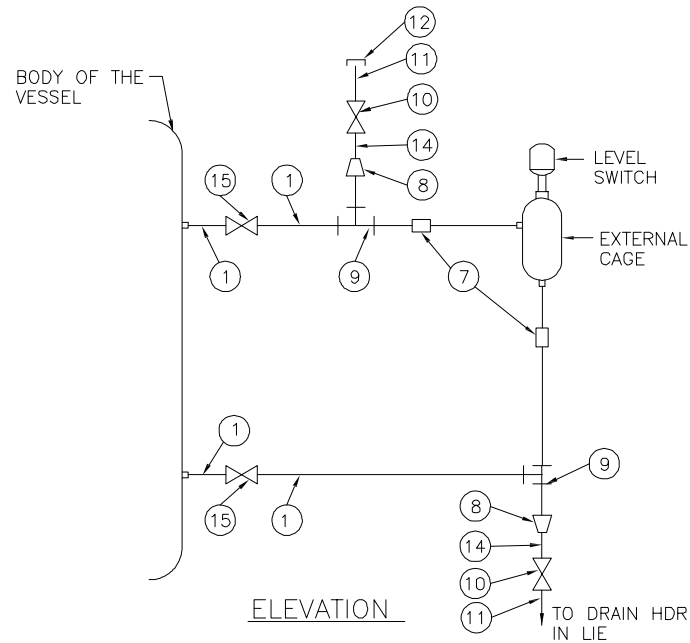 12
BODY OF THE
VESSEL
11
10
14
LEVEL
SWITCH
15
1
8
EXTERNAL
CAGE
1
9
7
1
9
15
1
8
14
10
11
ELEVATION
TO DRAIN HDR
IN LIE